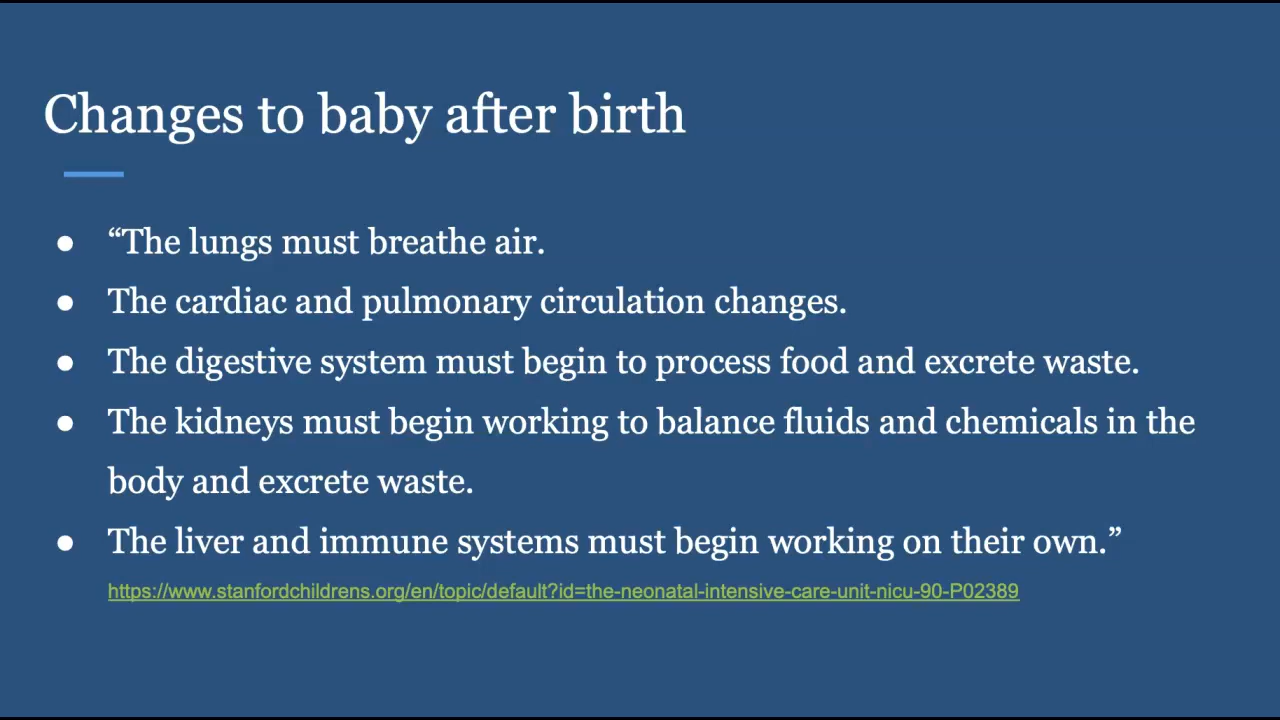 Changes to baby after birth
● “The lungs must breathe air.
● The cardiac and pulmonary circulation changes.
● The digestive system must begin to process food and excrete waste.
● The kidneys must begin working to balance fluids and chemicals in the
body and excrete waste.
● The liver and immune systems must begin working on their own.”
https://www.stanfordchildrens.org/en/topic/default?id=the-neonatal-intensive-care-unit-nicu-90-P02389